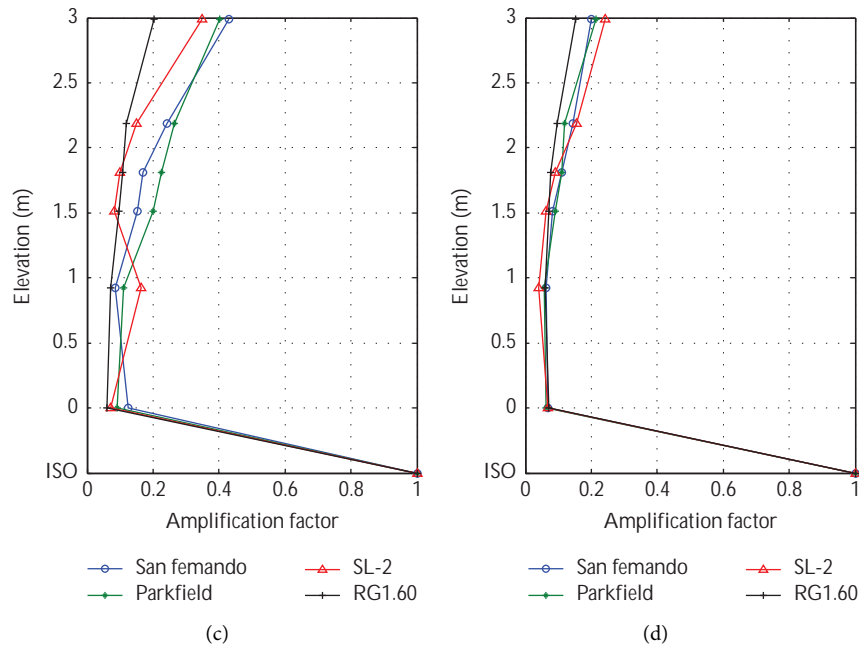 3
2.5
2
1.5
1
0.5
0
ISO
Elevation (m)
0 0.2 0.4 0.6 0.8 1
Amplification factor
San femando SL-2
Parkfield RG1.60
(c)
3
2.5
2
1.5
1
0.5
0
ISO
Elevation (m)
0 0.2 0.4 0.6 0.8 1
Amplification factor
San femando SL-2
Parkfield RG1.60
(d)